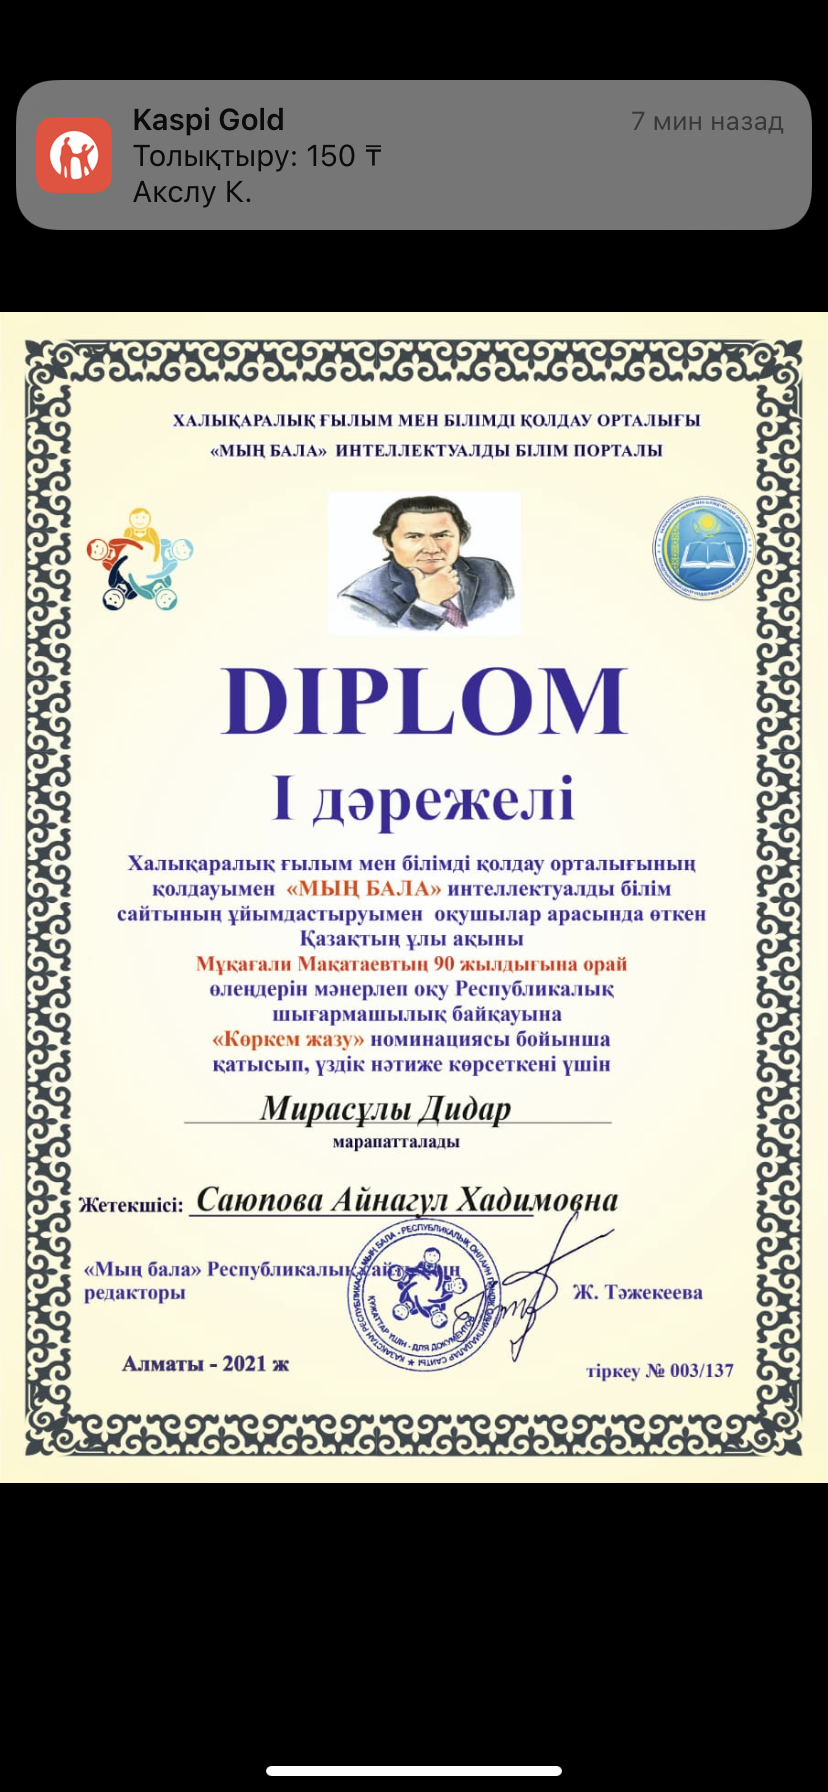 Kaspi Gold
7 мин назад
Толықтыру: 150 ₸
Акслу К.
ХАЛЫҚАРАЛЫҚ ҒЫЛЫМ МЕН БІЛІМДІ ҚОЛДАУ ОРТАЛЫҒЫ
«МЫҢ БАЛА» ИНТЕЛЛЕКТУАЛДЫ БІЛІМ ПОРТАЛЫ
DIPLOM
І дәрежелі
Халықаралық ғылым мен білімді қолдау орталығының
қолдауымен «МЫҢ БАЛА» интеллектуалды білім
сайтының ұйымдастыруымен оқушылар арасында өткен
Қазақтың ұлы ақыны
Мұқағали Мақатаевтың 90 жылдығына орай
өлеңдерін мәнерлеп оқу Республикалық
шығармашылық байқауына
«Көркем жазу» номинациясы бойынша
қатысып, үздік нәтиже көрсеткені үшін
Мирасұлы Дидар
марапатталады
Жетекшісі: Саюпова Айнагул Хадимовна
«Мың бала» Республикалық
редакторы
Ж. Тәжекеева
ҚҰЖАТТАР ҮШІН - ДЛЯ ДОКУМЕНТОВ
Алматы - 2021 ж
тіркеу № 003/137